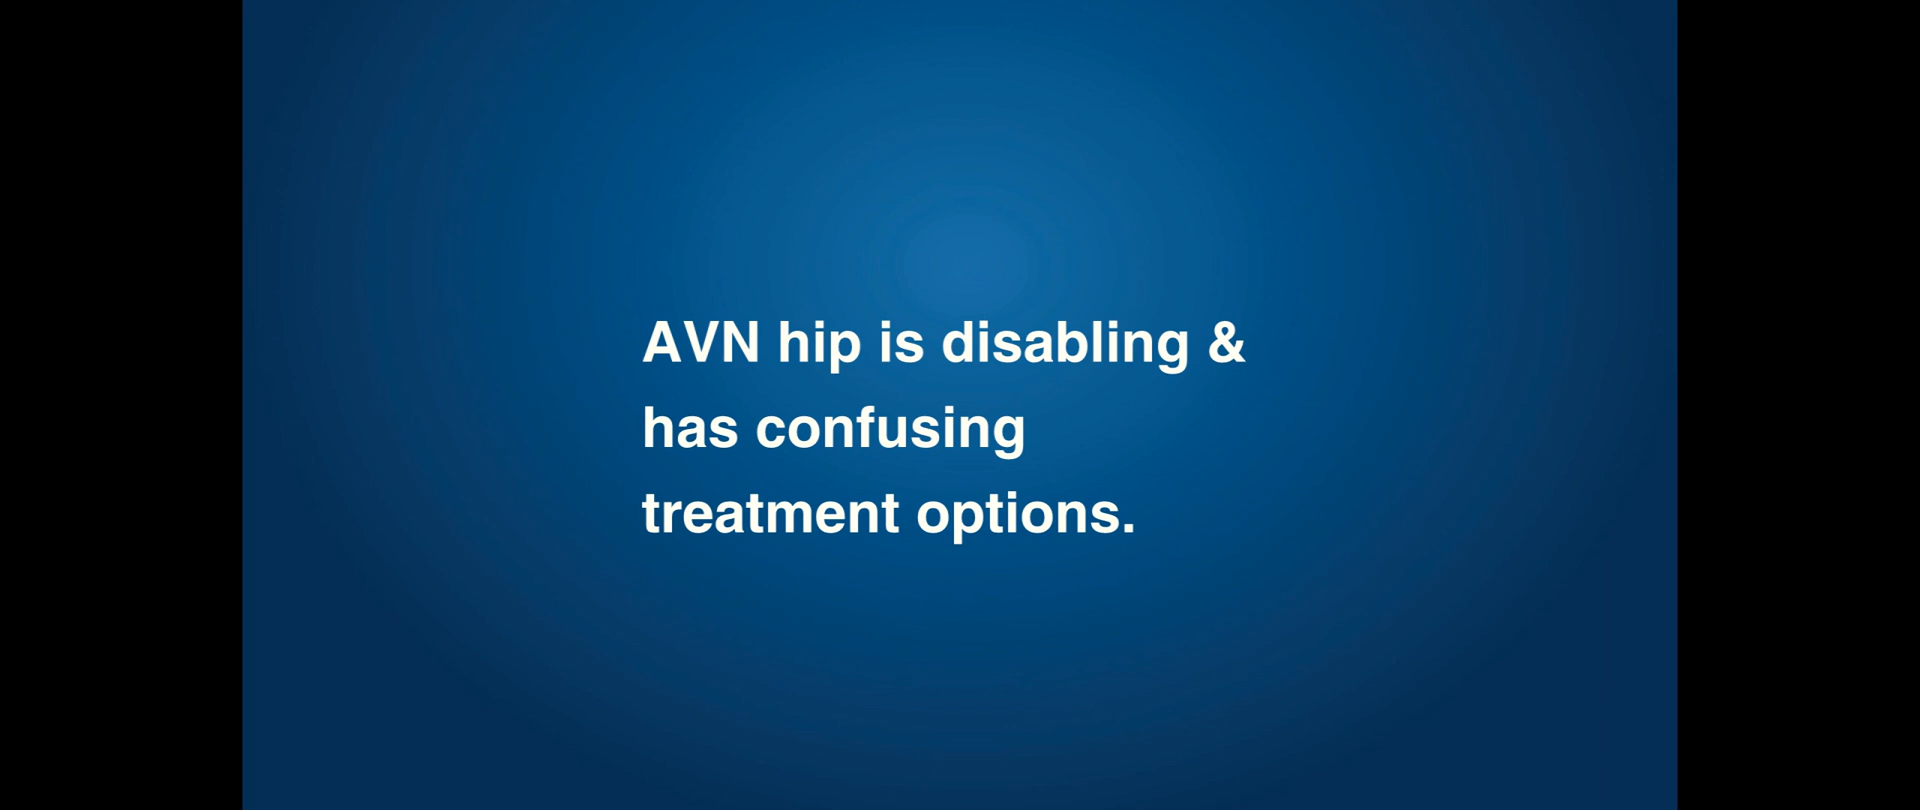 AVN hip is disabling &
has confusing
treatment options.